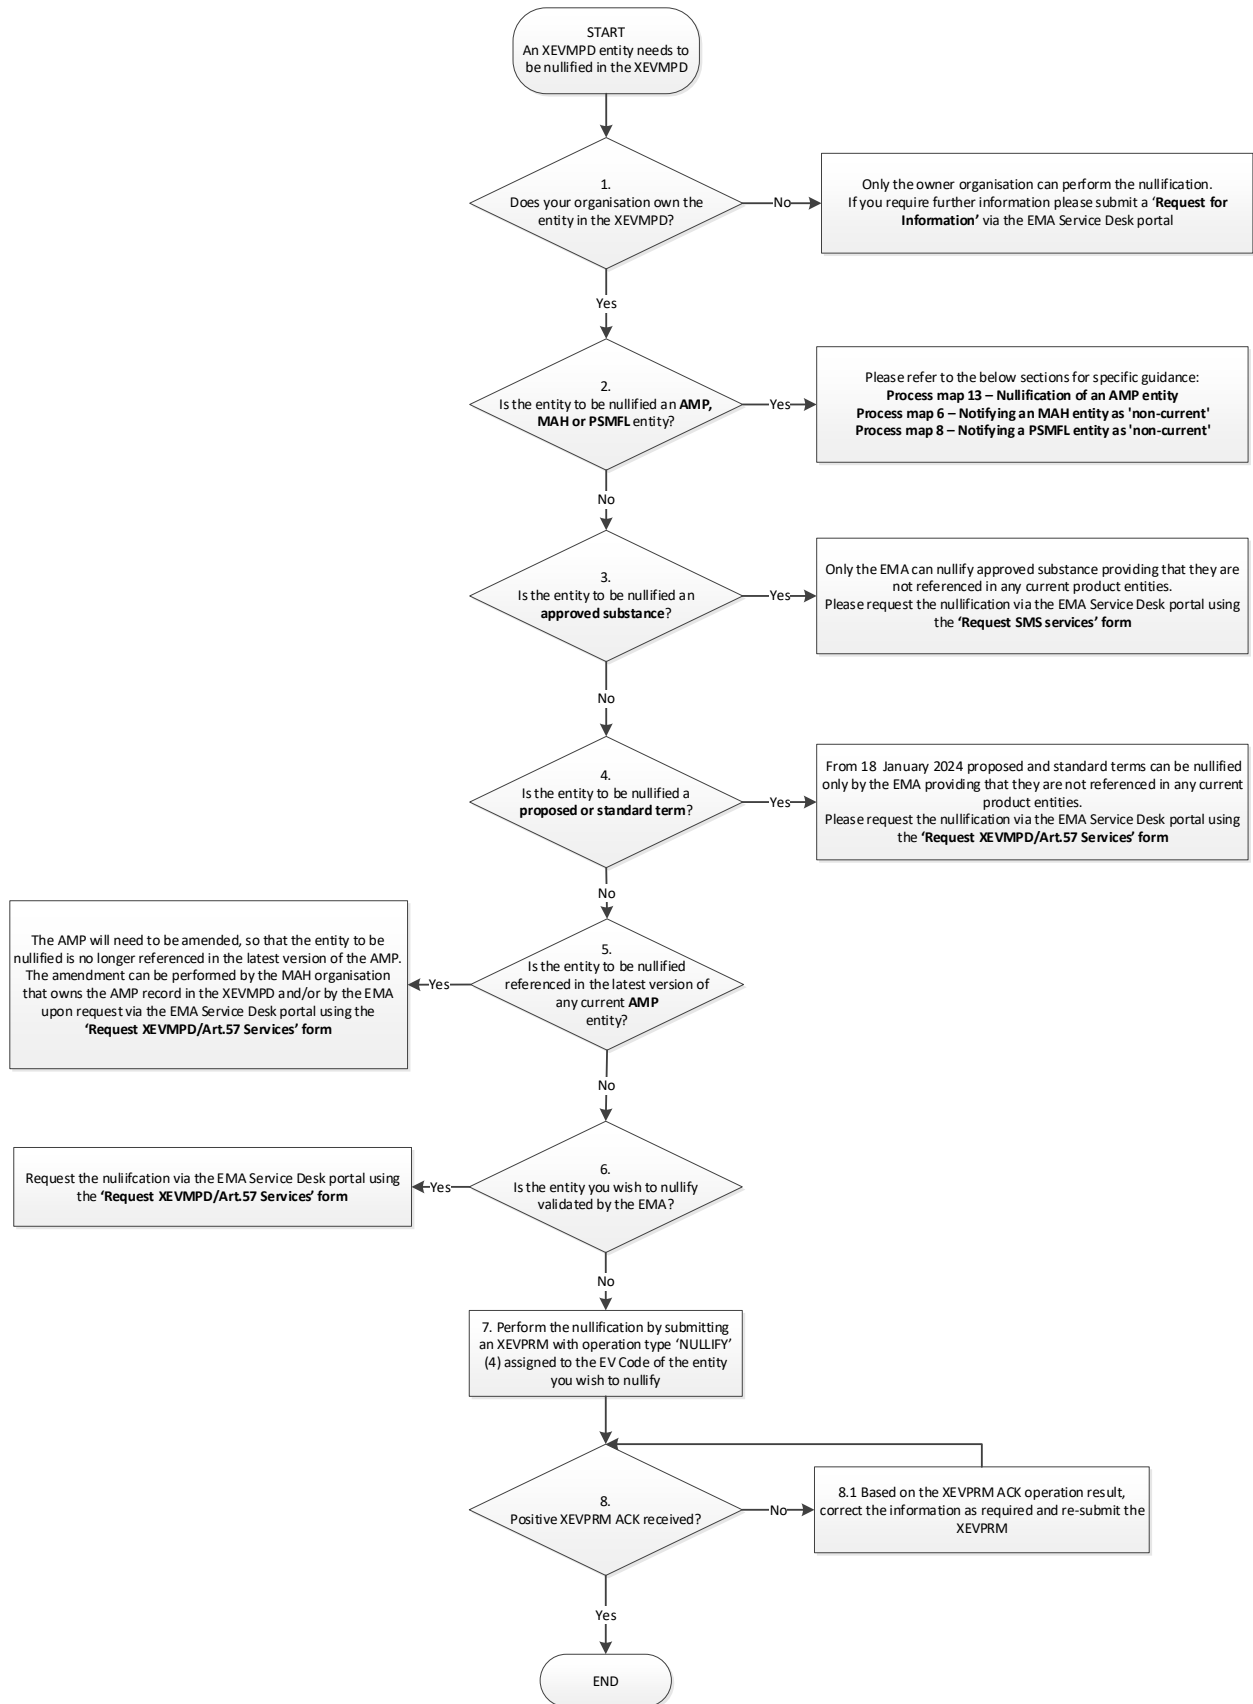 START
An XEVMPD entity needs to
be nullified in the XEVMPD
1.
Does your organisation own the
entity in the XEVMPD?
No
Only the owner organisation can perform the nullification.
If you require further information please submit a ‘Request for
Information’ via the EMA Service Desk portal
Yes
2.
Is the entity to be nullified an AMP,
MAH or PSMFL entity?
Yes
Please refer to the below sections for specific guidance:
Process map 13 – Nullification of an AMP entity
Process map 6 – Notifying an MAH entity as 'non-current'
Process map 8 – Notifying a PSMFL entity as 'non-current'
No
3.
Is the entity to be nullified an
approved substance?
Yes
Only the EMA can nullify approved substance providing that they are
not referenced in any current product entities.
Please request the nullification via the EMA Service Desk portal using
the ‘Request SMS services’ form
No
4.
Is the entity to be nullified a
proposed or standard term?
Yes
From 18 January 2024 proposed and standard terms can be nullified
only by the EMA providing that they are not referenced in any current
product entities.
Please request the nullification via the EMA Service Desk portal using
the ‘Request XEVMPD/Art.57 Services’ form
No
5.
Is the entity to be nullified
referenced in the latest version of
any current AMP
entity?
Yes
The AMP will need to be amended, so that the entity to be
nullified is no longer referenced in the latest version of the AMP.
The amendment can be performed by the MAH organisation
that owns the AMP record in the XEVMPD and/or by the EMA
upon request via the EMA Service Desk portal using the
‘Request XEVMPD/Art.57 Services’ form
No
6.
Is the entity you wish to nullify
validated by the EMA?
Yes
Request the nuliifcation via the EMA Service Desk portal using
the ‘Request XEVMPD/Art.57 Services’ form
No
7. Perform the nullification by submitting
an XEVPRM with operation type ‘NULLIFY’
(4) assigned to the EV Code of the entity
you wish to nullify
8.
Positive XEVPRM ACK received?
No
8.1 Based on the XEVPRM ACK operation result,
correct the information as required and re-submit the
XEVPRM
Yes
END